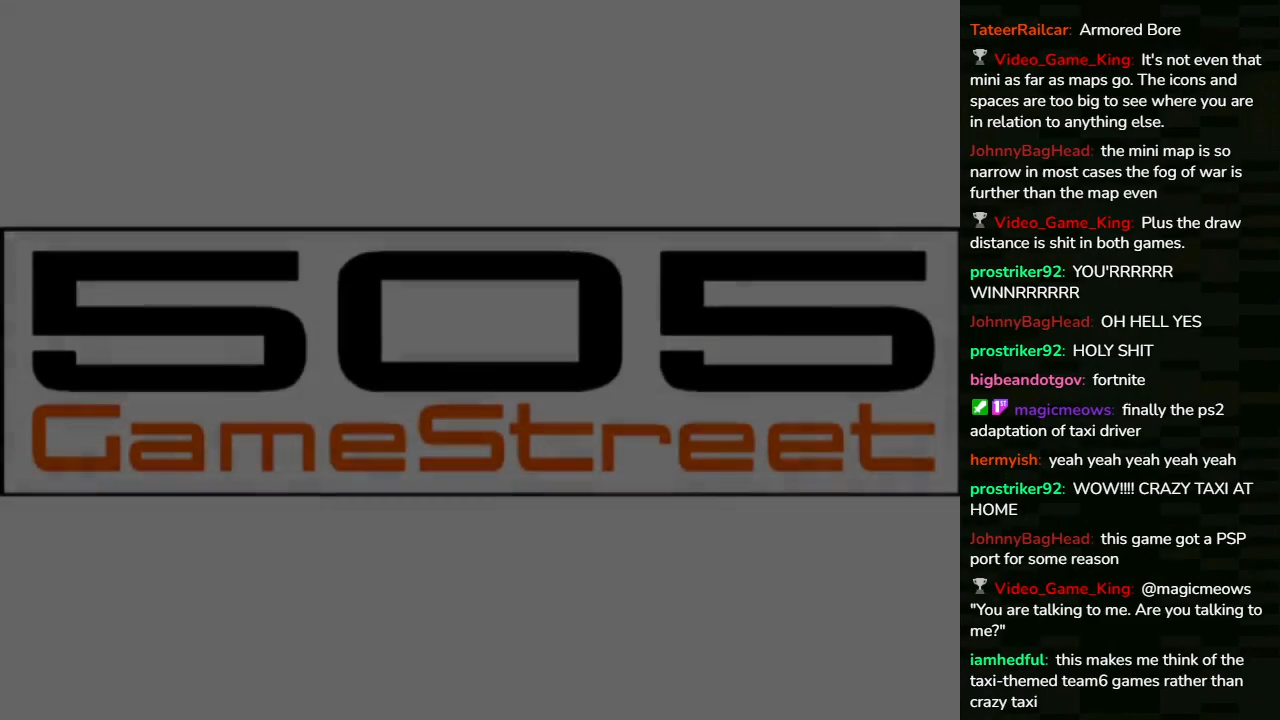 505
GameStreet
TateerRailcar: Armored Bore
Video_Game_King: It's not even that
mini as far as maps go. The icons and
spaces are too big to see where you are
in relation to anything else.
JohnnyBagHead: the mini map is so
narrow in most cases the fog of war is
further than the map even
Video_Game_King: Plus the draw
distance is shit in both games.
prostriker92: YOU'RRRRRR
WINNRRRRRR
JohnnyBagHead: OH HELL YES
prostriker92: HOLY SHIT
bigbeandotgov: fortnite
1ST magicmeows: finally the ps2
adaptation of taxi driver
hermyish: yeah yeah yeah yeah yeah
prostriker92: WOW!!!! CRAZY TAXI AT
HOME
JohnnyBagHead: this game got a PSP
port for some reason
Video_Game_King: @magicmeows
"You are talking to me. Are you talking to
me?"
iamhedful: this makes me think of the
taxi-themed team6 games rather than
crazy taxi